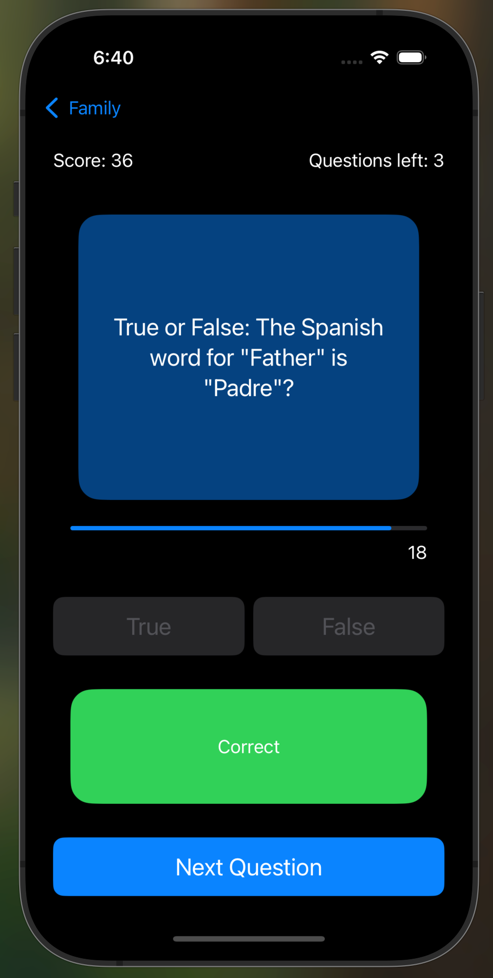 6:40
Family
Score: 36
Questions left: 3
True or False: The Spanish
word for "Father" is
"Padre"?
18
True
False
Correct
Next Question